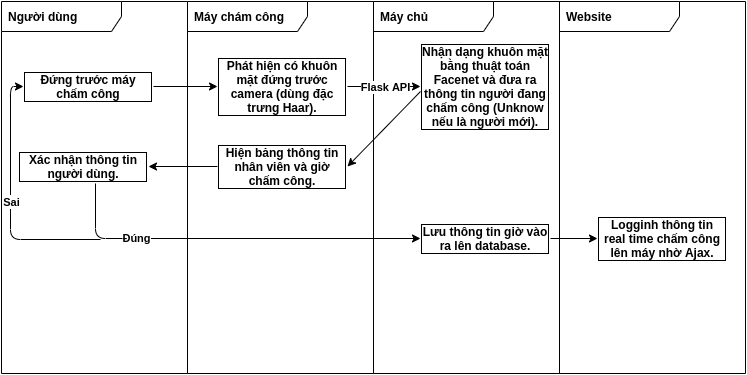 Người dùng
Máy chám công
Máy chủ
Website
Đứng trước máy
chấm công
Phát hiện có khuôn
mặt đứng trước
camera (dùng đặc
trưng Haar).
Flask API
Nhận dạng khuôn mặt
bằng thuật toán
Facenet và đưa ra
thông tin người đang
chấm công (Unknow
nếu là người mới).
Xác nhận thông tin
người dùng.
Hiện bảng thông tin
nhân viên và giờ
chấm công.
Sai
Đúng
Lưu thông tin giờ vào
ra lên database.
Logginh thông tin
real time chấm công
lên máy nhờ Ajax.